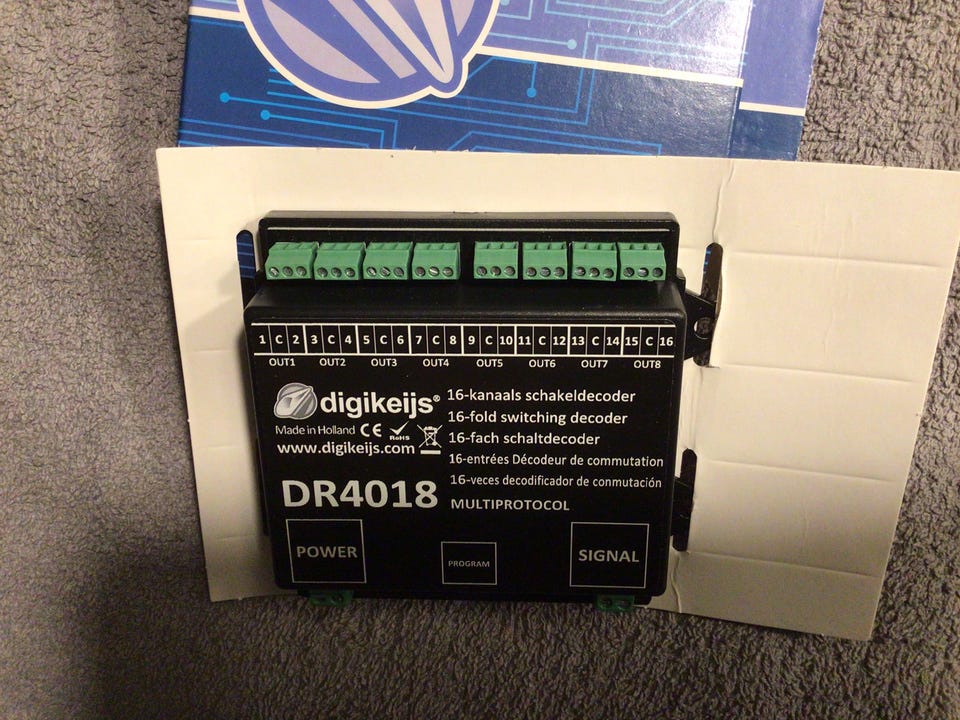 1 C 2 3 C 4 5 C 6 7 C 8 9 C 10 11 C 12 13 C 14 15 C 16
OUT1 OUT2 OUT3 OUT4 OUT5 OUT6 OUT7 OUT8
digikeijs®
Made in Holland CE RoHS
www.digikeijs.com
16-kanaals schakeldecoder
16-fold switching decoder
16-fach schaltdecoder
16-entrées Décodeur de commutation
16-veces decodificador de conmutación
DR4018
MULTIPROTOCOL
POWER
PROGRAM
SIGNAL